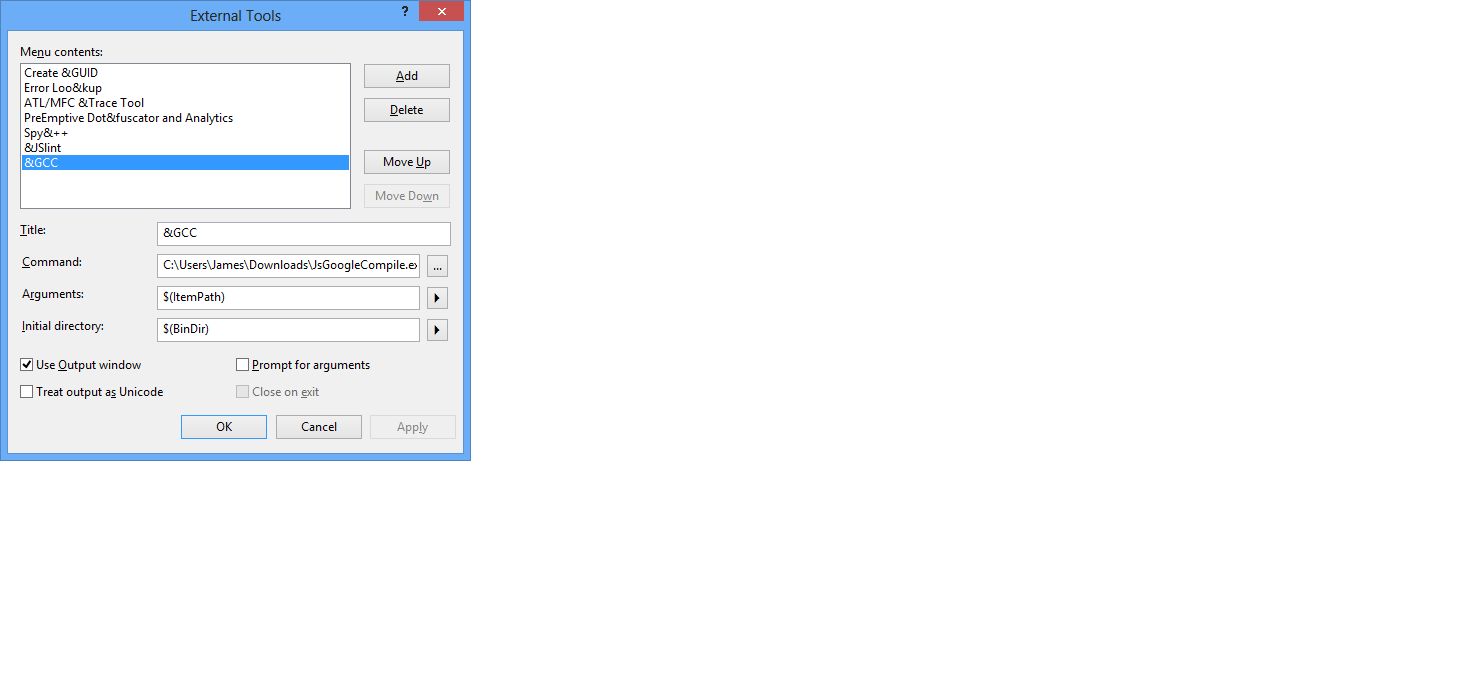 External Tools
?
Menu contents:
Create &GUID
Error Loo&kup
ATL/MFC &Trace Tool
PreEmptive Dot&fuscator and Analytics
Spy&++
&JSlint
&GCC
Add
Delete
Move Up
Move Down
Title:
&GCC
Command:
C:\Users\James\Downloads\JsGoogleCompile.ex
...
Arguments:
$(ItemPath)
Initial directory:
$(BinDir)
Use Output window
Prompt for arguments
Treat output as Unicode
Close on exit
OK
Cancel
Apply